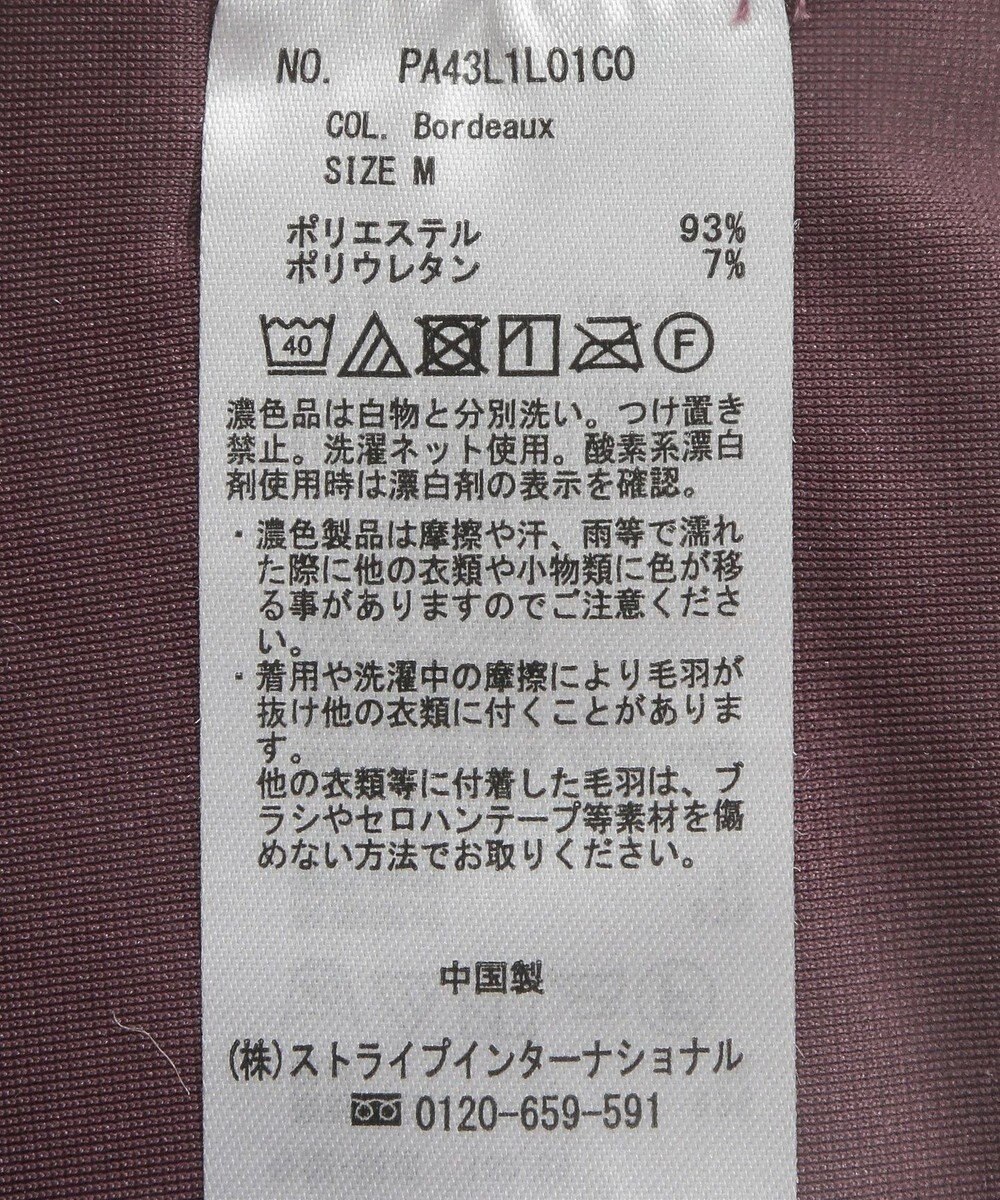 NO. PA43L1L01C0
COL. Bordeaux
SIZE M
ポリエステル 93%
ポリウレタン 7%
40 F
濃色品は白物と分別洗い。つけ置き
禁止。洗濯ネット使用。酸素系漂白
剤使用時は漂白剤の表示を確認。
・濃色製品は摩擦や汗、雨等で濡れ
た際に他の衣類や小物類に色が移
る事がありますのでご注意くださ
い。
・着用や洗濯中の摩擦により毛羽が
抜け他の衣類に付くことがありま
す。
他の衣類等に付着した毛羽は、ブ
ラシやセロハンテープ等素材を傷
めない方法でお取りください。
中国製
(株)ストライプインターナショナル
0120-659-591